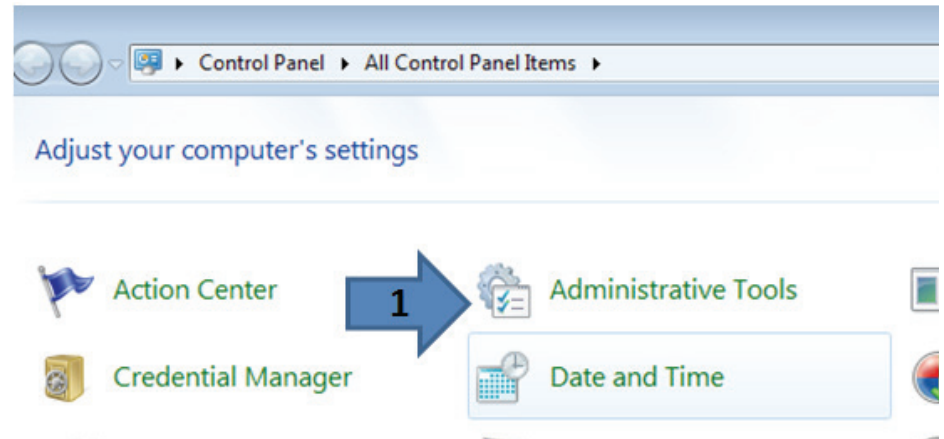 Control Panel All Control Panel Items
Adjust your computer's settings
Action Center
1
Administrative Tools
Credential Manager
Date and Time